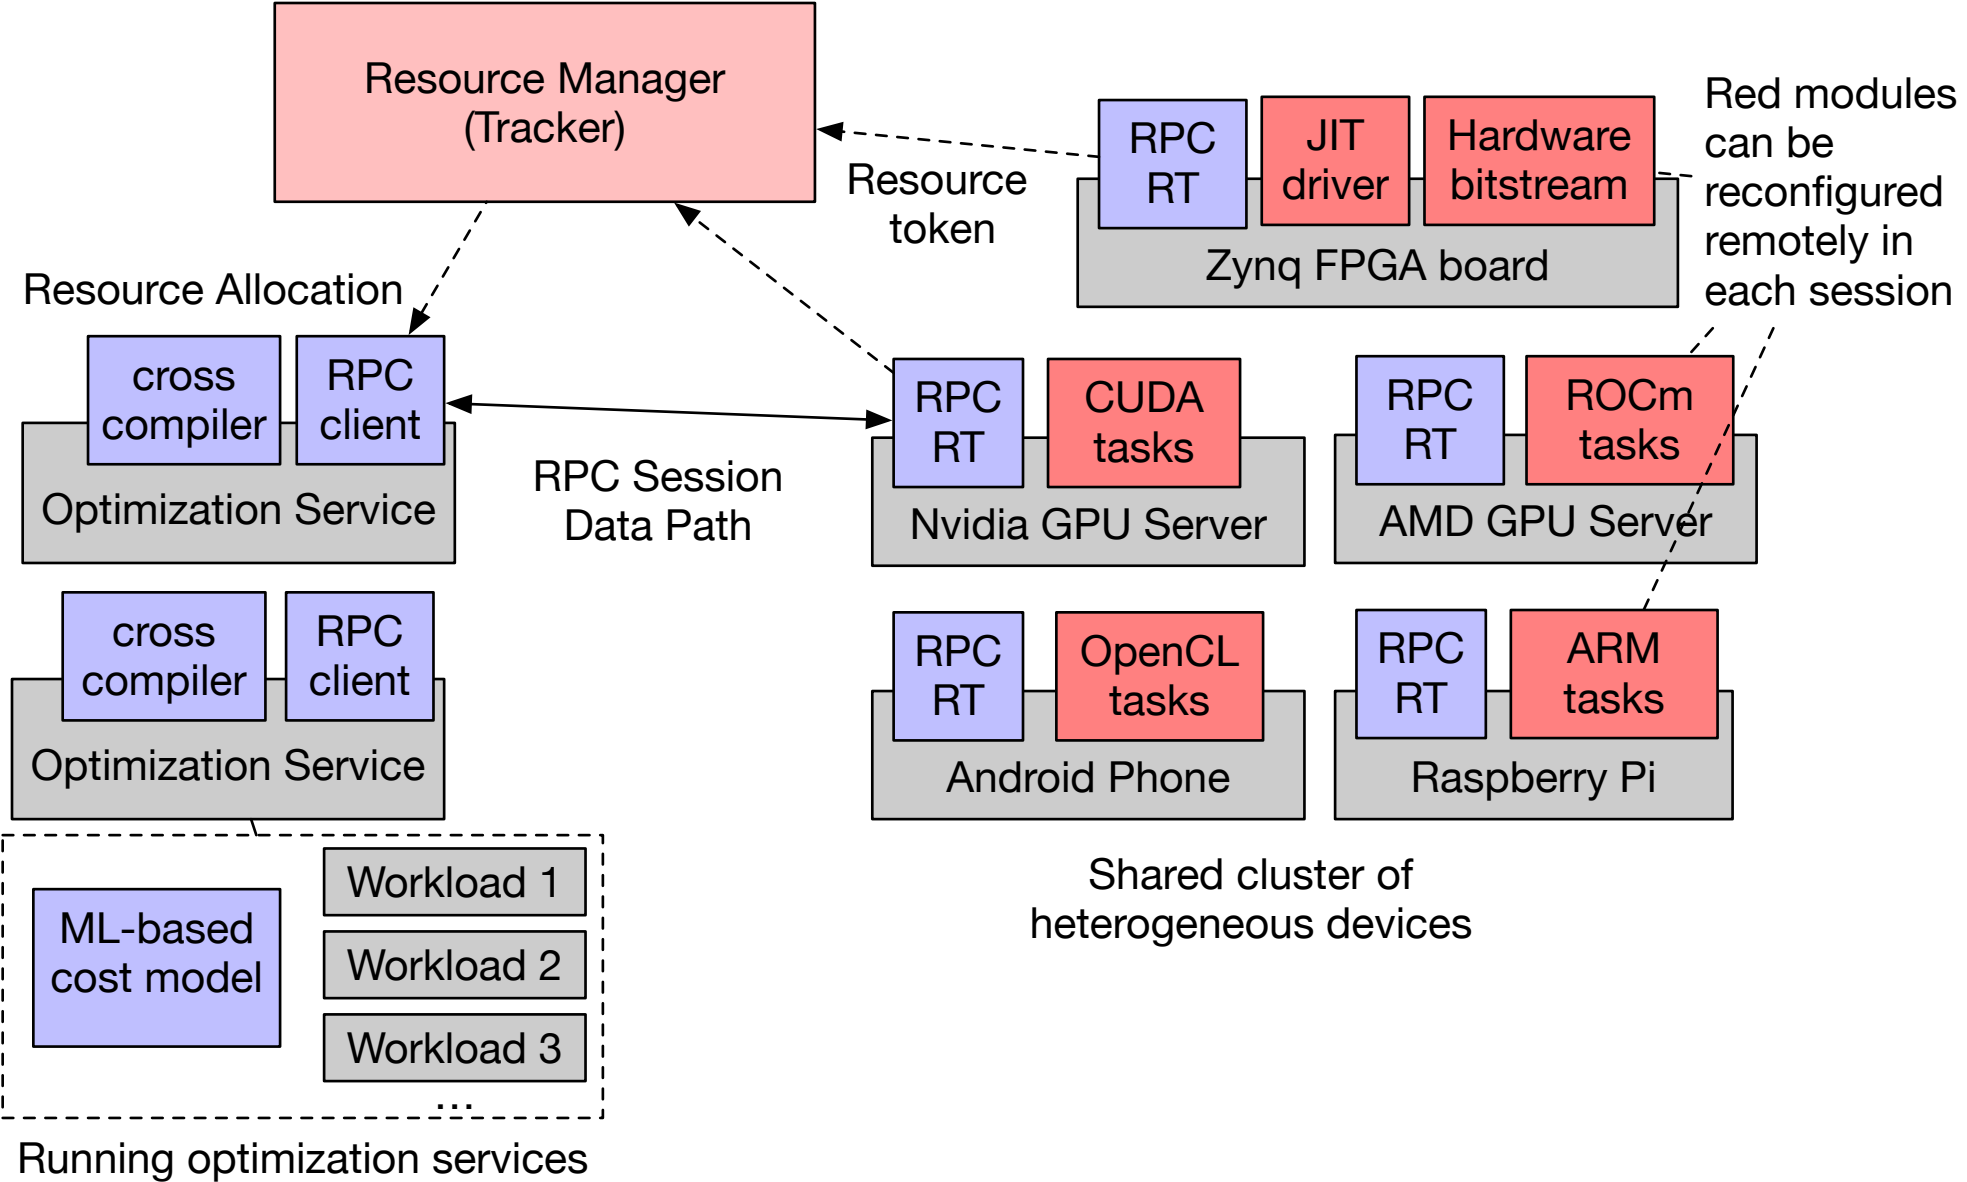 Resource Manager
(Tracker)
Resource
token
RPC
RT
JIT
driver
Hardware
bitstream
Zynq FPGA board
Red modules
can be
reconfigured
remotely in
each session
Resource Allocation
cross
compiler
RPC
client
Optimization Service
RPC Session
Data Path
RPC
RT
CUDA
tasks
Nvidia GPU Server
RPC
RT
ROCm
tasks
AMD GPU Server
cross
compiler
RPC
client
Optimization Service
RPC
RT
OpenCL
tasks
Android Phone
RPC
RT
ARM
tasks
Raspberry Pi
Shared cluster of
heterogeneous devices
ML-based
cost model
Workload 1
Workload 2
Workload 3
...
Running optimization services